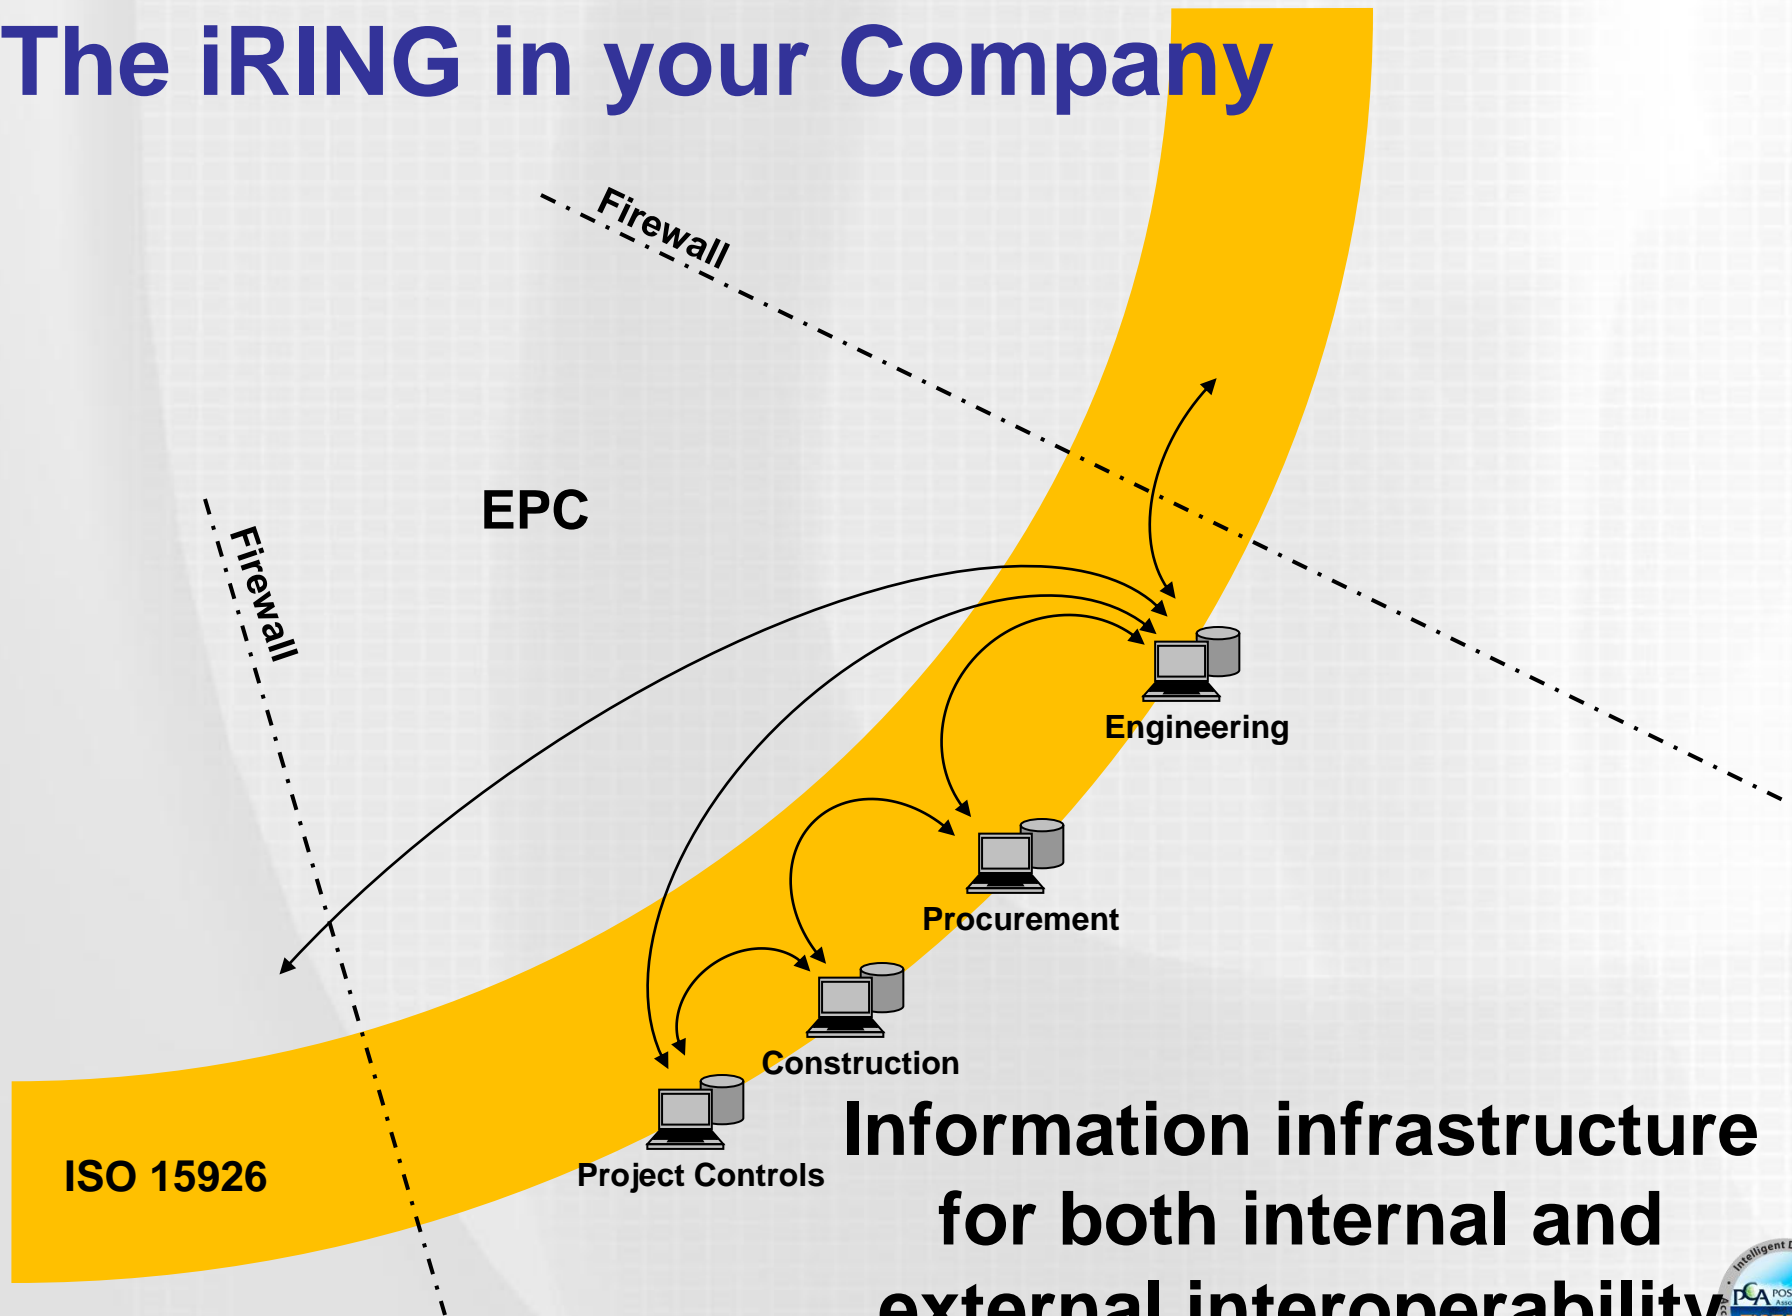 The iRING in your Company
Firewall
EPC
Firewall
Engineering
Procurement
Construction
Project Controls
ISO 15926
Information infrastructure
for both internal and
external interoperability
PCA